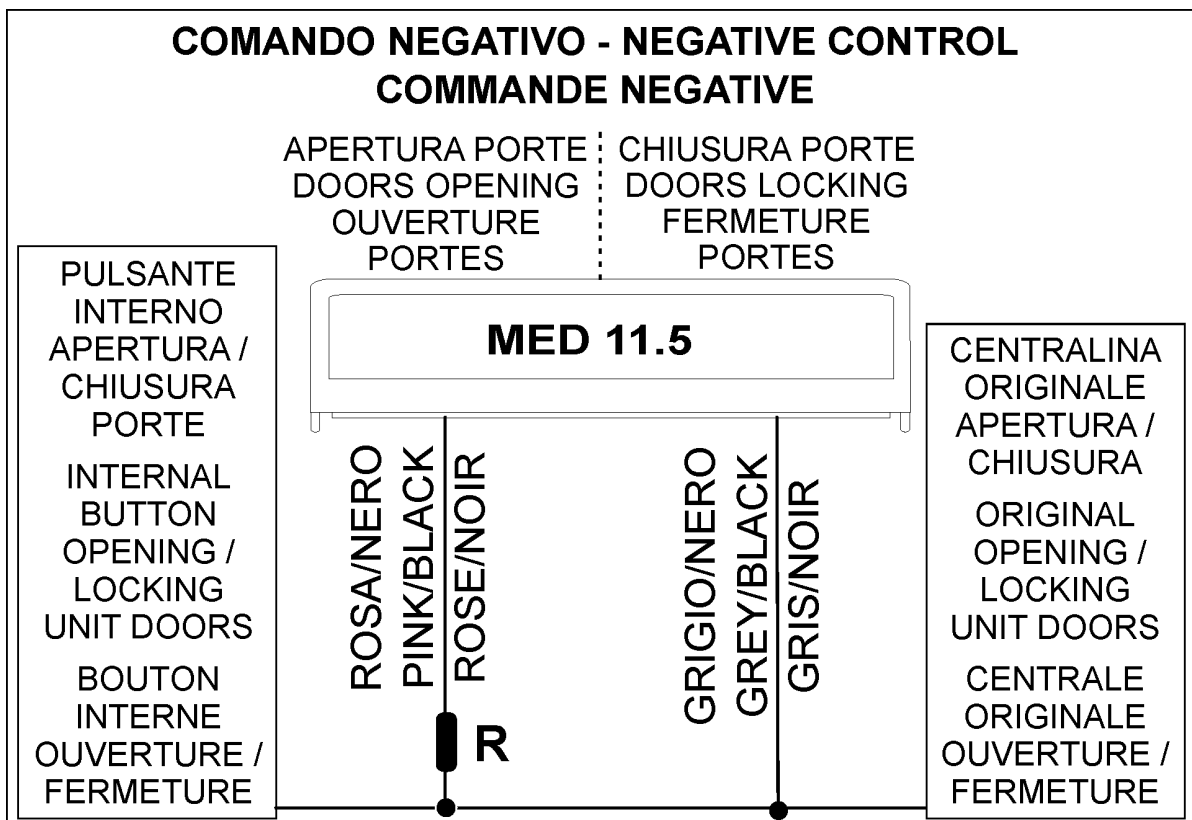 COMANDO NEGATIVO - NEGATIVE CONTROL
COMMANDE NEGATIVE
APERTURA PORTE
DOORS OPENING
OUVERTURE
PORTES
CHIUSURA PORTE
DOORS LOCKING
FERMETURE
PORTES
PULSANTE
INTERNO
APERTURA /
CHIUSURA
PORTE
INTERNAL
BUTTON
OPENING /
LOCKING
UNIT DOORS
BOUTON
INTERNE
OUVERTURE /
FERMETURE
MED 11.5
ROSA/NERO
PINK/BLACK
ROSE/NOIR
R
GRIGIO/NERO
GREY/BLACK
GRIS/NOIR
CENTRALINA
ORIGINALE
APERTURA /
CHIUSURA
ORIGINAL
OPENING /
LOCKING
UNIT DOORS
CENTRALE
ORIGINALE
OUVERTURE /
FERMETURE